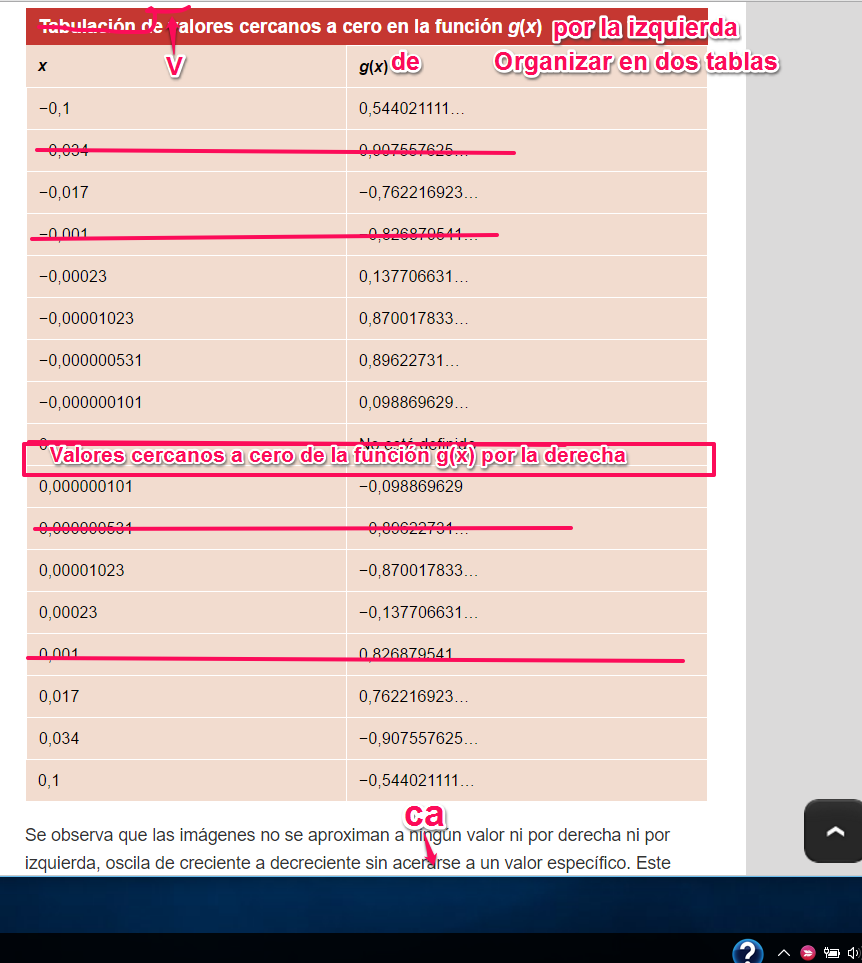 Tabulación de valores cercanos a cero en la función g(x) por la izquierda
V
x g(x) de Organizar en dos tablas
−0,1 0,544021111...
−0,034 0,907557625...
−0,017 −0,762216923...
−0,001 −0,826879541...
−0,00023 0,137706631...
−0,00001023 0,870017833...
−0,000000531 0,89622731...
−0,000000101 0,098869629...
0 No está definida
Valores cercanos a cero de la función g(x) por la derecha
0,000000101 −0,098869629
0,000000531 −0,89622731...
0,00001023 −0,870017833...
0,00023 −0,137706631...
0,001 0,826879541...
0,017 0,762216923...
0,034 −0,907557625...
0,1 −0,544021111...
ca
Se observa que las imágenes no se aproximan a ningún valor ni por derecha ni por
izquierda, oscila de creciente a decreciente sin acerarse a un valor específico. Este
?